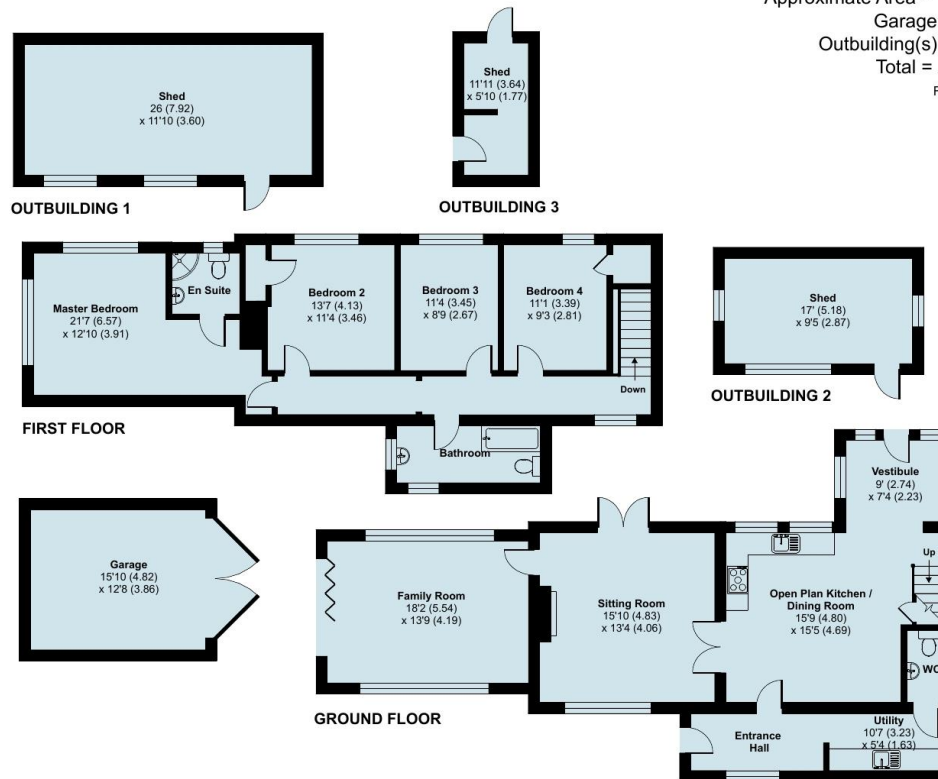 Approximate Area
Garage
Outbuilding(s)
Total =
Shed
26 (7.92)
x 11'10 (3.60)
OUTBUILDING 1
Shed
11'11 (3.64)
x 5'10 (1.77)
OUTBUILDING 3
Master Bedroom
21'7 (6.57)
x 12'10 (3.91)
En Suite
Bedroom 2
13'7 (4.13)
x 11'4 (3.46)
Bedroom 3
11'4 (3.45)
x 8'9 (2.67)
Bedroom 4
11'1 (3.39)
x 9'3 (2.81)
Down
Bathroom
FIRST FLOOR
Shed
17' (5.18)
x 9'5 (2.87)
OUTBUILDING 2
Garage
15'10 (4.82)
x 12'8 (3.86)
Family Room
18'2 (5.54)
x 13'9 (4.19)
Sitting Room
15'10 (4.83)
x 13'4 (4.06)
Vestibule
9' (2.74)
x 7'4 (2.23)
Up
Open Plan Kitchen /
Dining Room
15'9 (4.80)
x 15'5 (4.69)
WC
Entrance
Hall
Utility
10'7 (3.23)
x 5'4 (1.63)
GROUND FLOOR